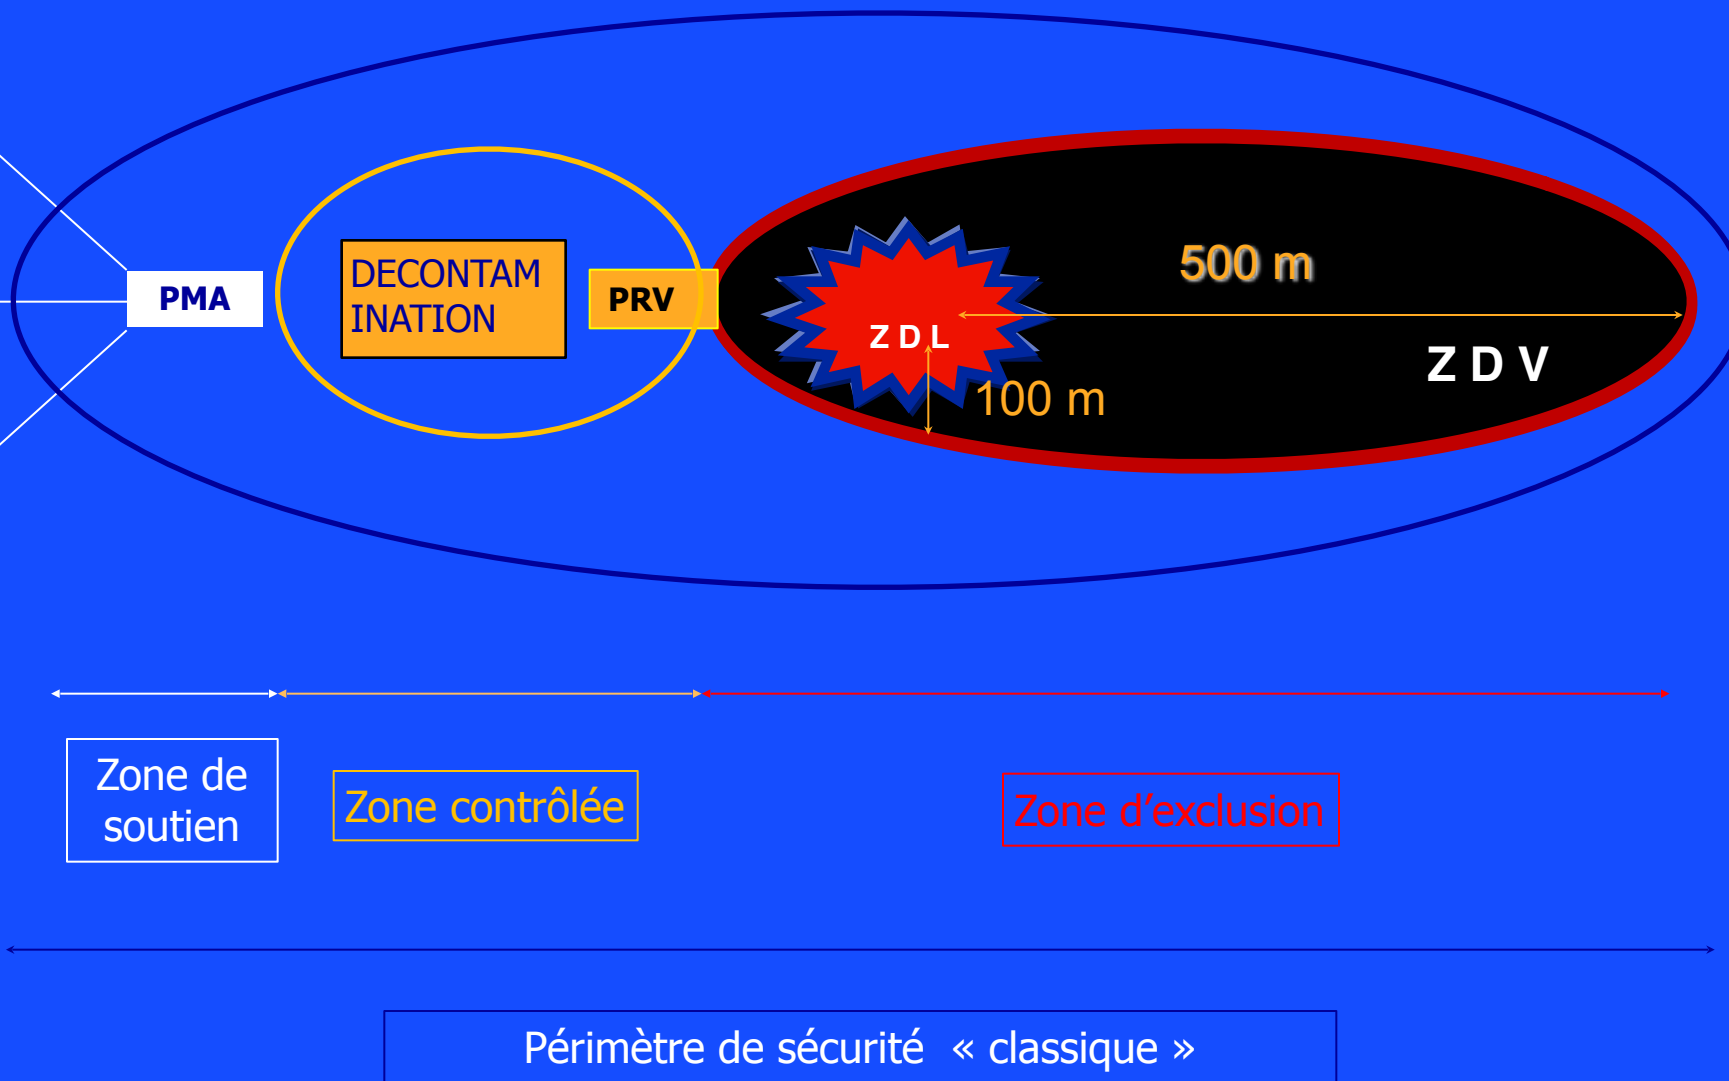 PMA
DECONTAM
INATION
PRV
Z D L
500 m
Z D V
100 m
Zone de
soutien
Zone contrôlée
Zone d’exclusion
Périmètre de sécurité « classique »